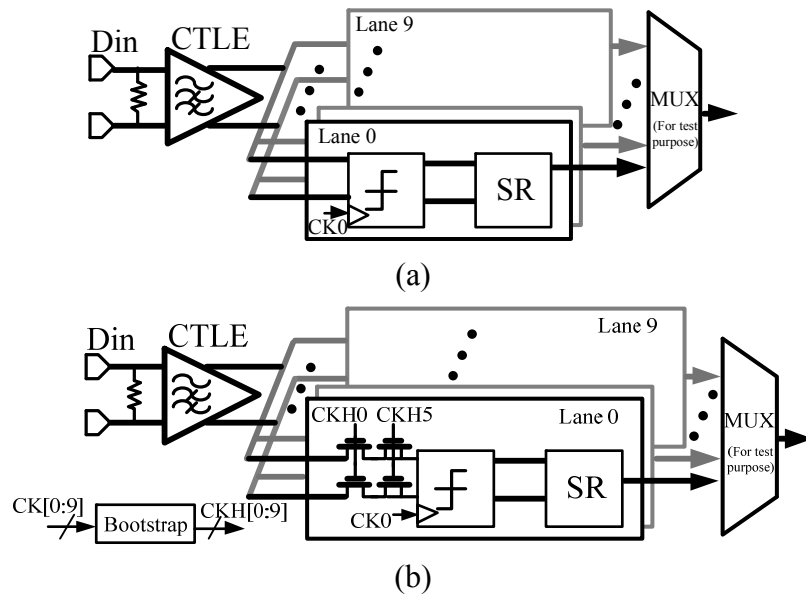 Din
CTLE
Lane 9
Lane 0
CK0
SR
MUX
(For test
purpose)
(a)
Din
CTLE
Lane 9
Lane 0
CKH0
CKH5
CK0
SR
MUX
(For test
purpose)
CK[0:9]
Bootstrap
CKH[0:9]
(b)